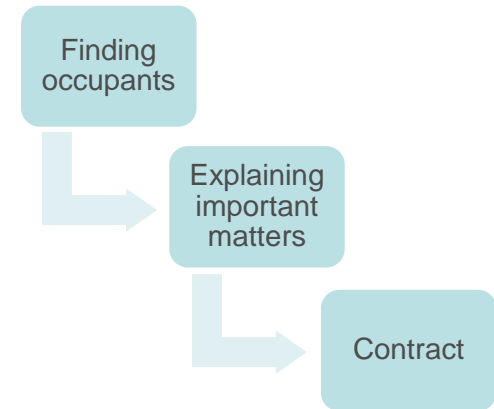 Finding
occupants
Explaining
important
matters
Contract